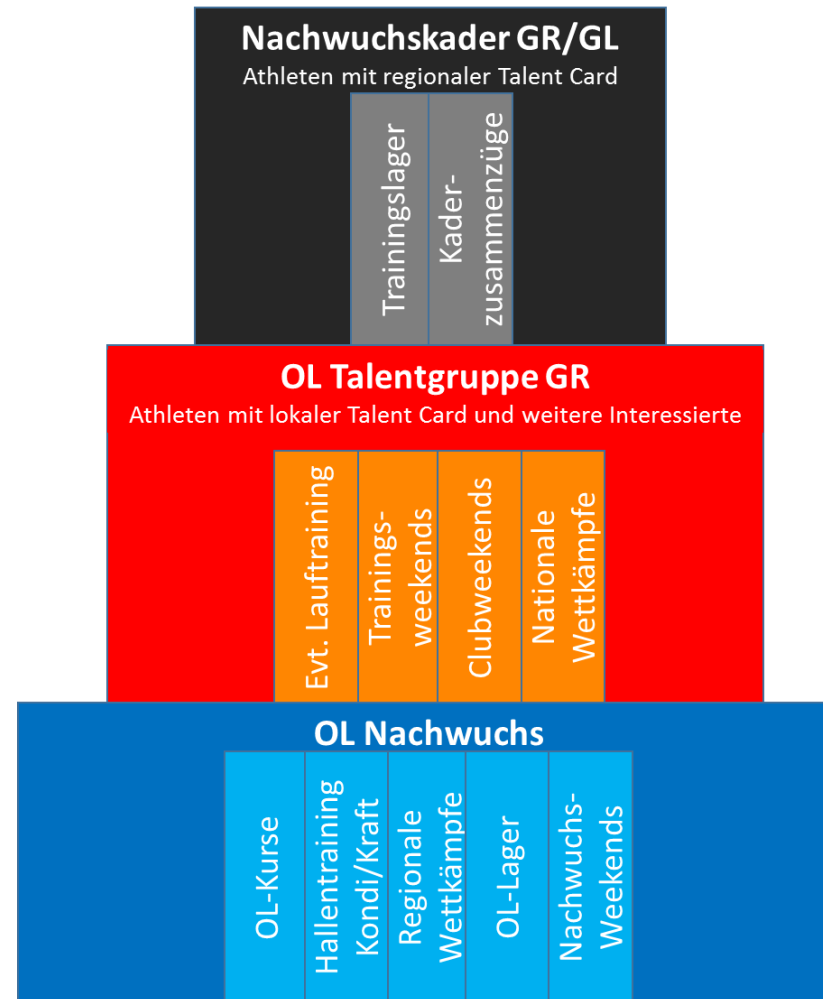 Nachwuchskader GR/GL
Athleten mit regionaler Talent Card
Trainingslager
Kader-
zusammenzüge
OL Talentgruppe GR
Athleten mit lokaler Talent Card und weitere Interessierte
Evt. Lauftraining
Trainings-
weekends
Clubweekends
Nationale
Wettkämpfe
OL Nachwuchs
OL-Kurse
Hallentraining
Kondi/Kraft
Regionale
Wettkämpfe
OL-Lager
Nachwuchs-
Weekends